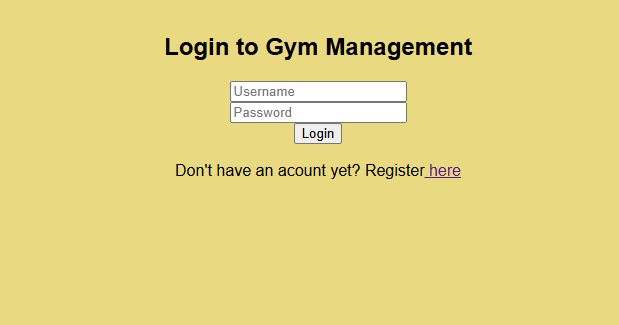 Login to Gym Management
Username
Password
Login
Don't have an acount yet? Register here